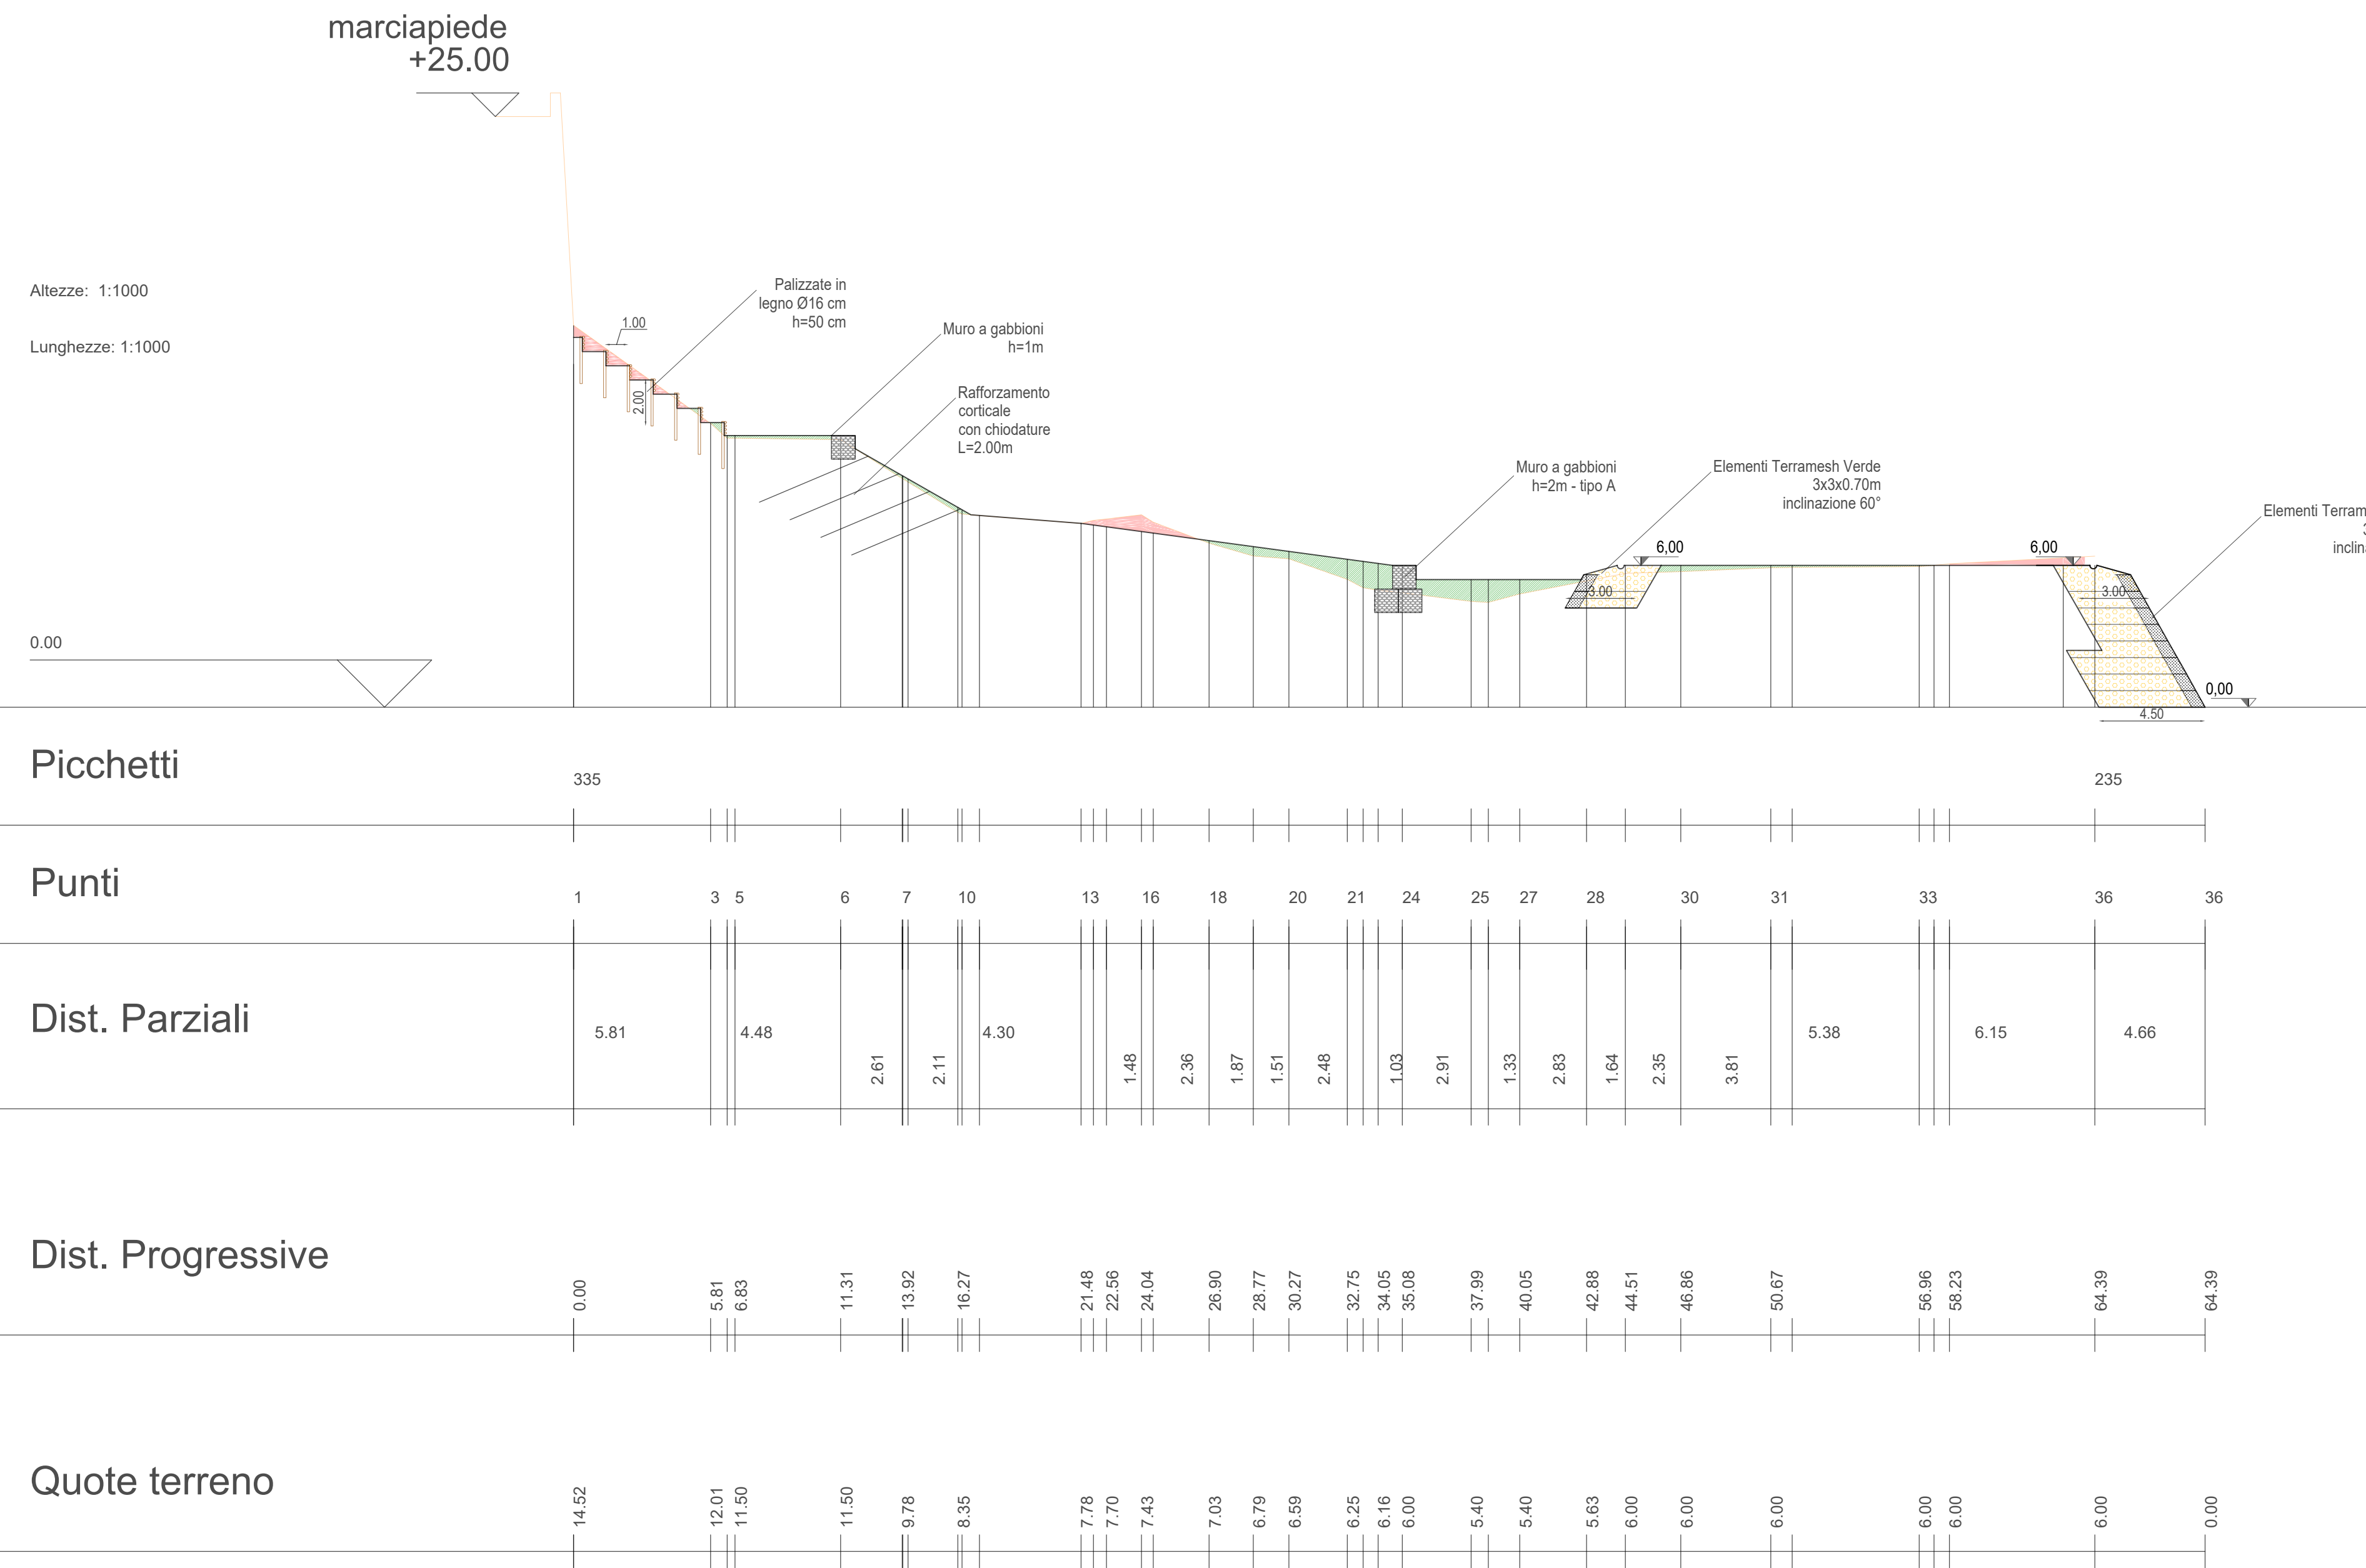 marciapiede
+25.00
Altezze: 1:1000
Lunghezze: 1:1000
1.00
2.00
Palizzate in
legno Ø16 cm
h=50 cm
Muro a gabbioni
h=1m
Rafforzamento
corticale
con chiodature
L=2.00m
Muro a gabbioni
h=2m - tipo A
Elementi Terramesh Verde
3x3x0.70m
inclinazione 60°
Elementi Terram
3
inclina
6,00
6,00
3.00
3.00
0.00
0,00
4.50
Picchetti
335
235
Punti
1 3 5 6 7 10 13 16 18 20 21 24 25 27 28 30 31 33 36 36
Dist. Parziali
5.81 4.48 2.61 2.11 4.30 1.48 2.36 1.87 1.51 2.48 1.03 2.91 1.33 2.83 1.64 2.35 3.81 5.38 6.15 4.66
Dist. Progressive
0.00 5.81 6.83 11.31 13.92 16.27 21.48 22.56 24.04 26.90 28.77 30.27 32.75 34.05 35.08 37.99 40.05 42.88 44.51 46.86 50.67 56.96 58.23 64.39 64.39
Quote terreno
14.52 12.01 11.50 11.50 9.78 8.35 7.78 7.70 7.43 7.03 6.79 6.59 6.25 6.16 6.00 5.40 5.40 5.63 6.00 6.00 6.00 6.00 6.00 6.00 0.00